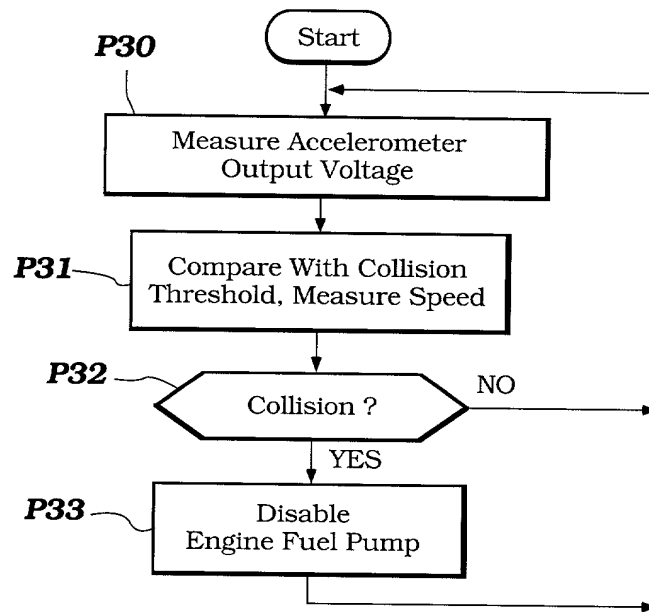 Start
P30
Measure Accelerometer
Output Voltage
P31
Compare With Collision
Threshold, Measure Speed
P32
Collision ?
NO
YES
P33
Disable
Engine Fuel Pump